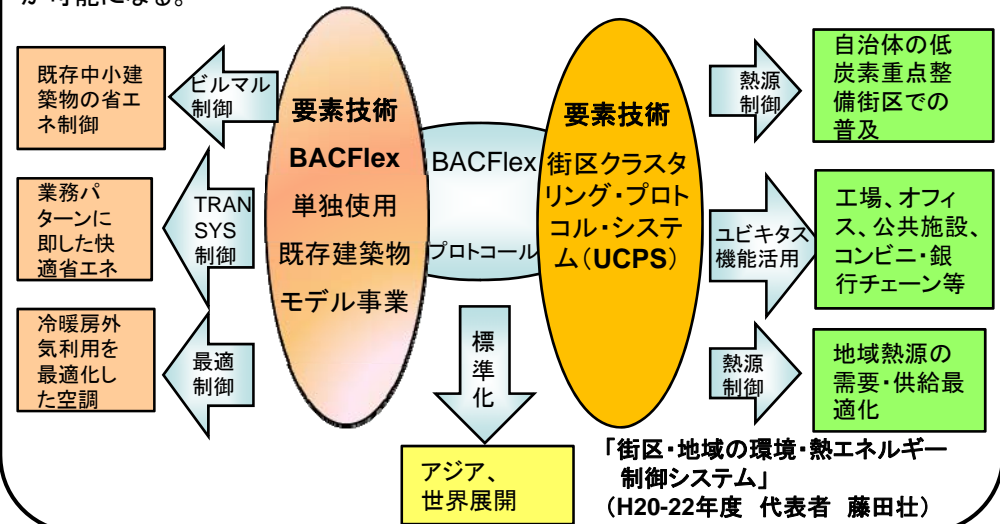 が可能になる。
既存中小建
築物の省エ
ネ制御
ビルマル
制御
業務パ
ターンに
即した快
適省エネ
TRAN
SYS
制御
冷暖房外
気利用を
最適化し
た空調
最適
制御
要素技術
BACFlex
単独使用
既存建築物
モデル事業
BACFlex
プロトコール
標
準
化
アジア、
世界展開
要素技術
街区クラスタ
リング・プロト
コル・システ
ム(UCPS)
熱源
制御
自治体の低
炭素重点整
備街区での
普及
ユビキタス
機能活用
工場、オフィ
ス、公共施設、
コンビニ・銀
行チェーン等
熱源
制御
地域熱源の
需要・供給最
適化
「街区・地域の環境・熱エネルギー
制御システム」
(H20-22年度 代表者 藤田壮)